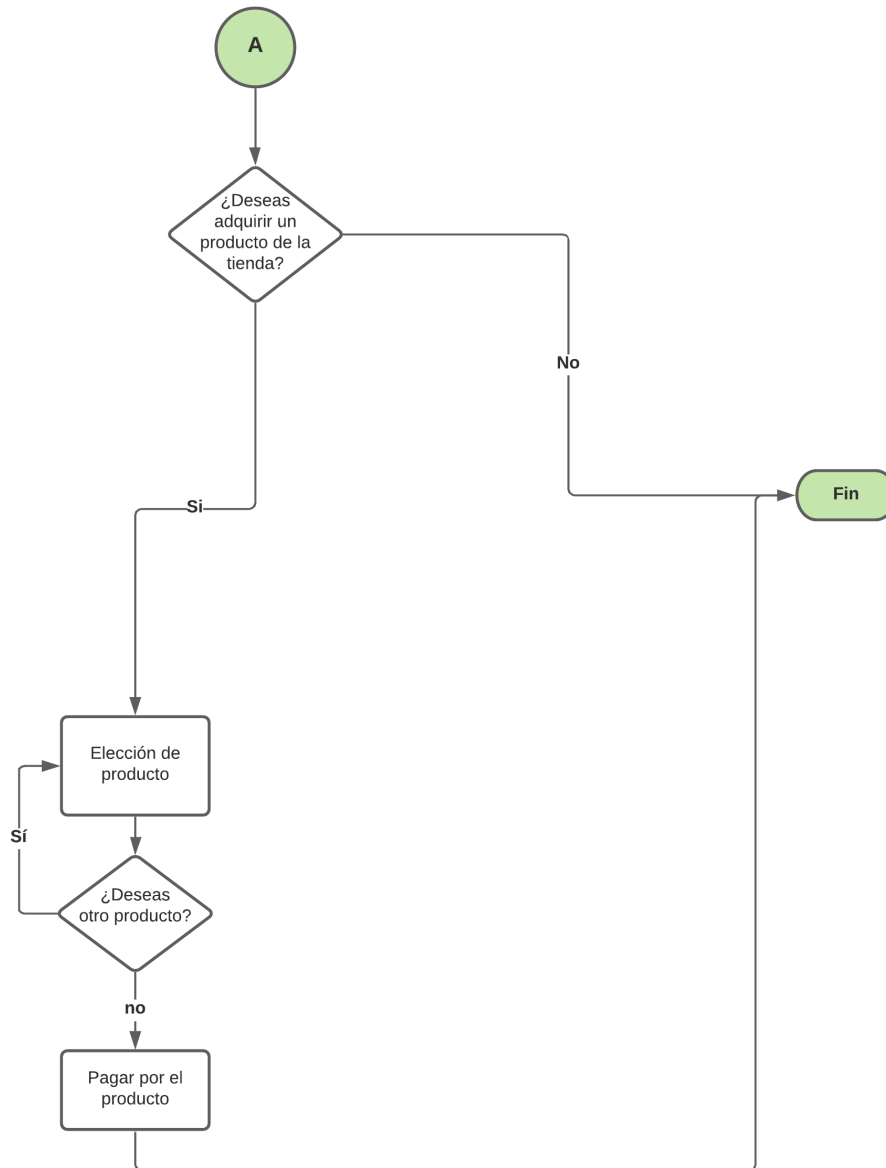 A
¿Deseas
adquirir un
producto de la
tienda?
No
Fin
Si
Elección de
producto
Sí
¿Deseas
otro producto?
no
Pagar por el
producto